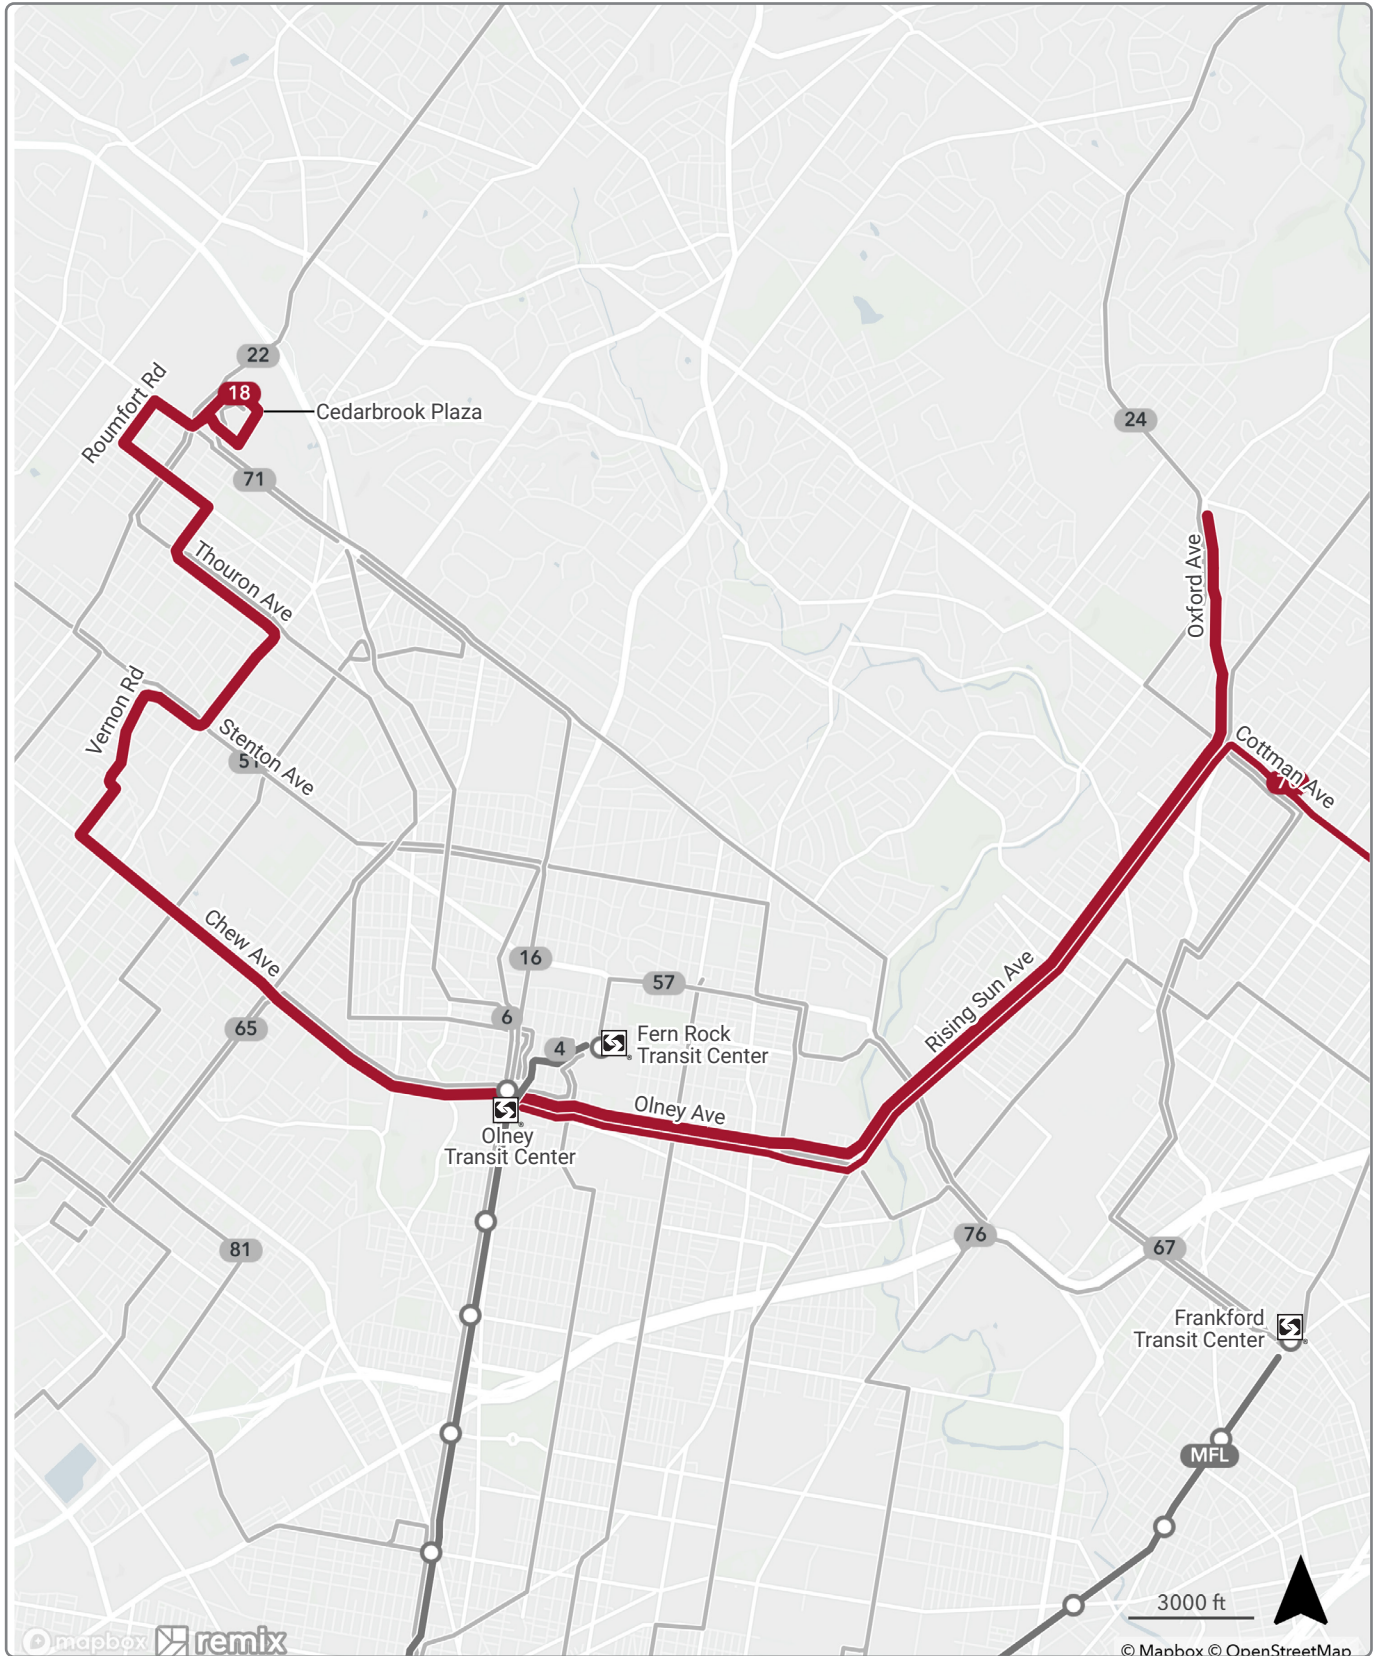 22
Roumfort Rd
18
Cedarbrook Plaza
24
71
Oxford Ave
Thouron Ave
Vernon Rd
Stenton Ave
Cottman Ave
Chew Ave
16
57
Rising Sun Ave
6
65
4
Fern Rock
Transit Center
Olney Ave
Olney
Transit Center
76
67
81
Frankford
Transit Center
MFL
3000 ft
mapbox
remix
© Mapbox © OpenStreetMap